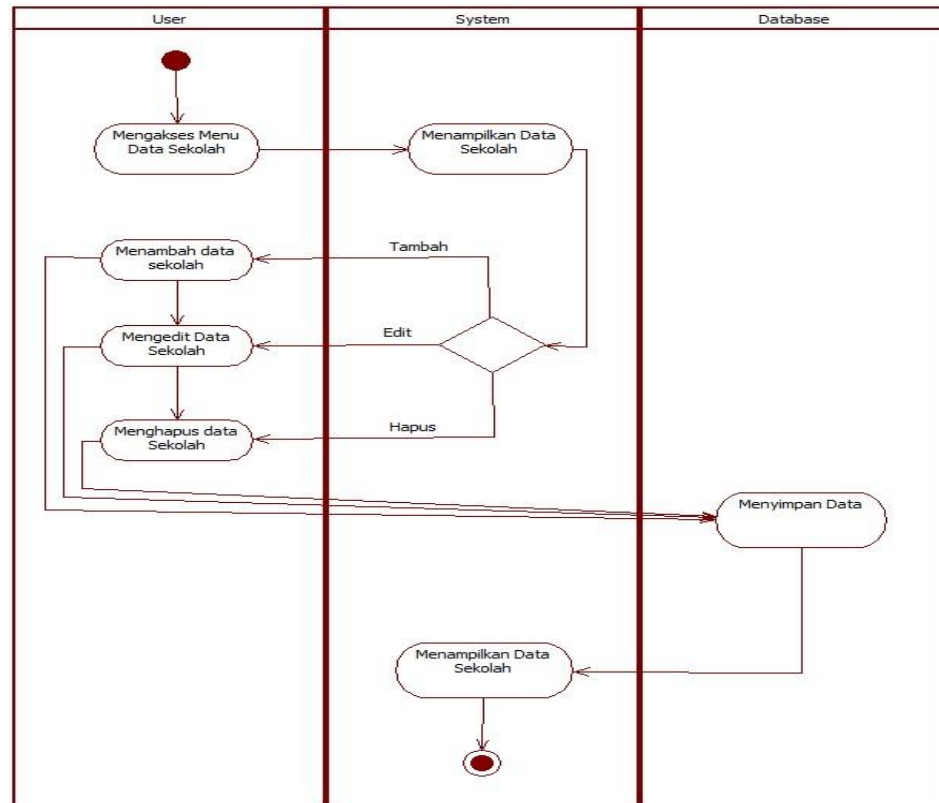 User
System
Database
Mengakses Menu
Data Sekolah
Menampilkan Data
Sekolah
Menambah data
sekolah
Tambah
Mengedit Data
Sekolah
Edit
Menghapus data
Sekolah
Hapus
Menyimpan Data
Menampilkan Data
Sekolah